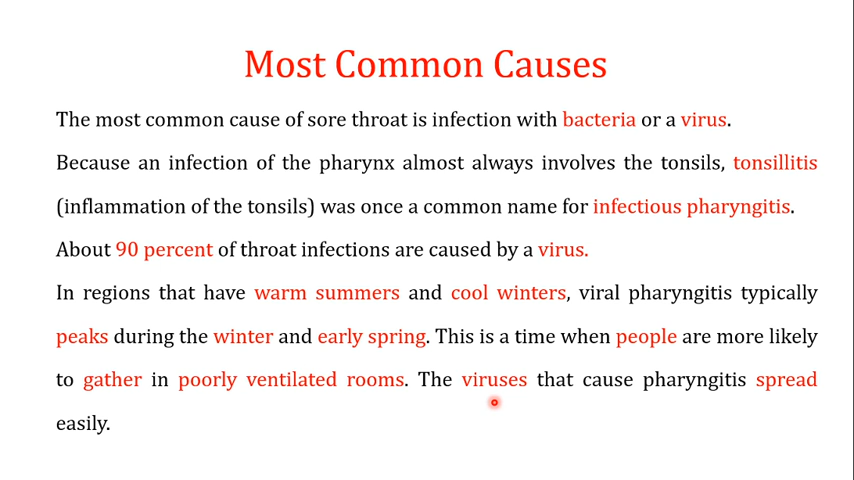 Most Common Causes
The most common cause of sore throat is infection with bacteria or a virus.
Because an infection of the pharynx almost always involves the tonsils, tonsillitis
(inflammation of the tonsils) was once a common name for infectious pharyngitis.
About 90 percent of throat infections are caused by a virus.
In regions that have warm summers and cool winters, viral pharyngitis typically
peaks during the winter and early spring. This is a time when people are more likely
to gather in poorly ventilated rooms. The viruses that cause pharyngitis spread
easily.